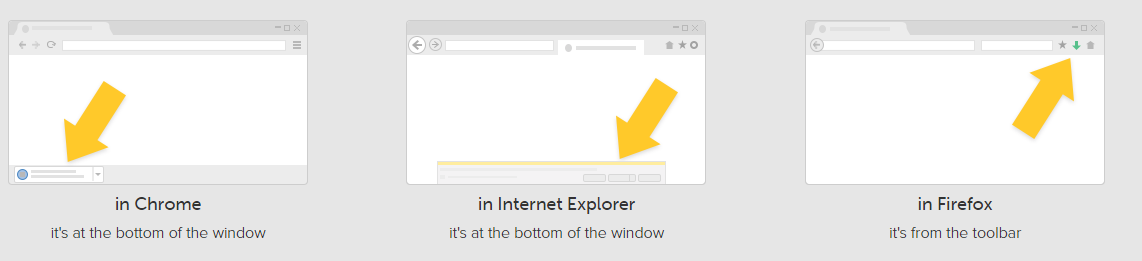 in Chrome
it's at the bottom of the window
in Internet Explorer
it's at the bottom of the window
in Firefox
it's from the toolbar